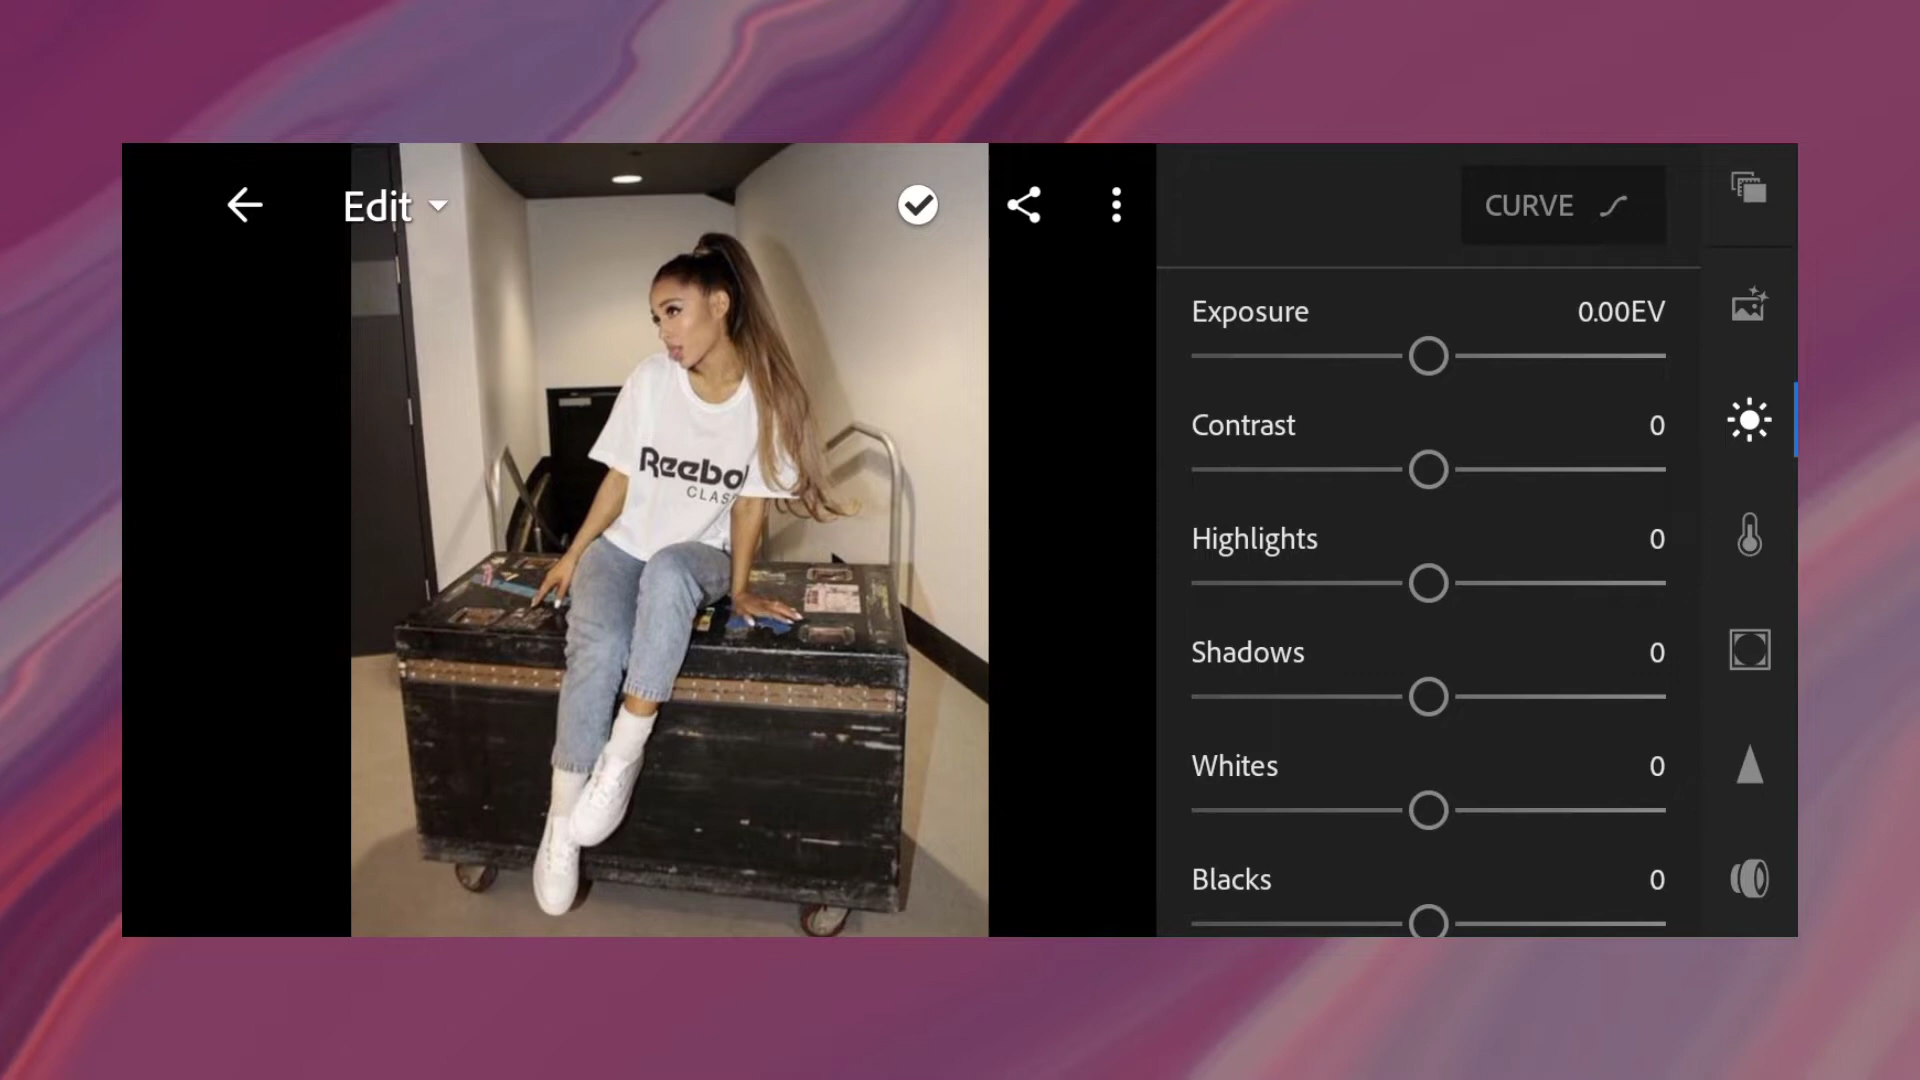 Edit
CURVE
Exposure 0.00EV
Contrast 0
Highlights 0
Shadows 0
Whites 0
Blacks 0
Reebo
CLAS